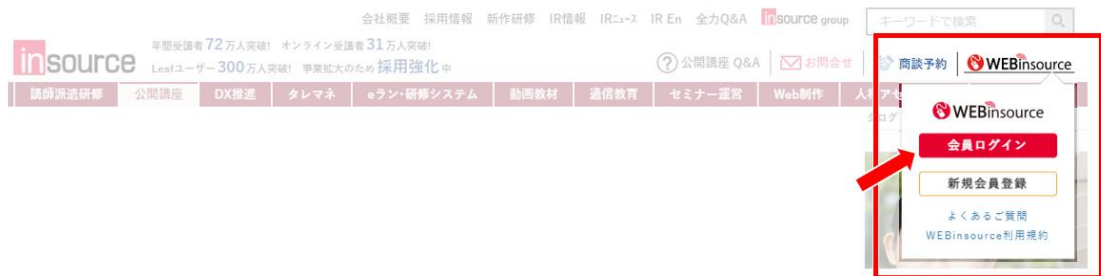 会社概要 採用情報 新作研修 IR情報 IRニュース IR En 全力Q&A insource group キーワードで検索
insource
年間受講者72万人突破! オンライン受講者31万人突破!
Leafユーザー300万人突破! 事業拡大のため採用強化中
? 公開講座 Q&A お問合せ 商談予約 WEBinsource
講師派遣研修 公開講座 DX推進 タレマネ eラン・研修システム 動画教材 通信教育 セミナー運営 Web制作 人材アセ
WEBinsource
会員ログイン
新規会員登録
よくあるご質問
WEBinsource利用規約